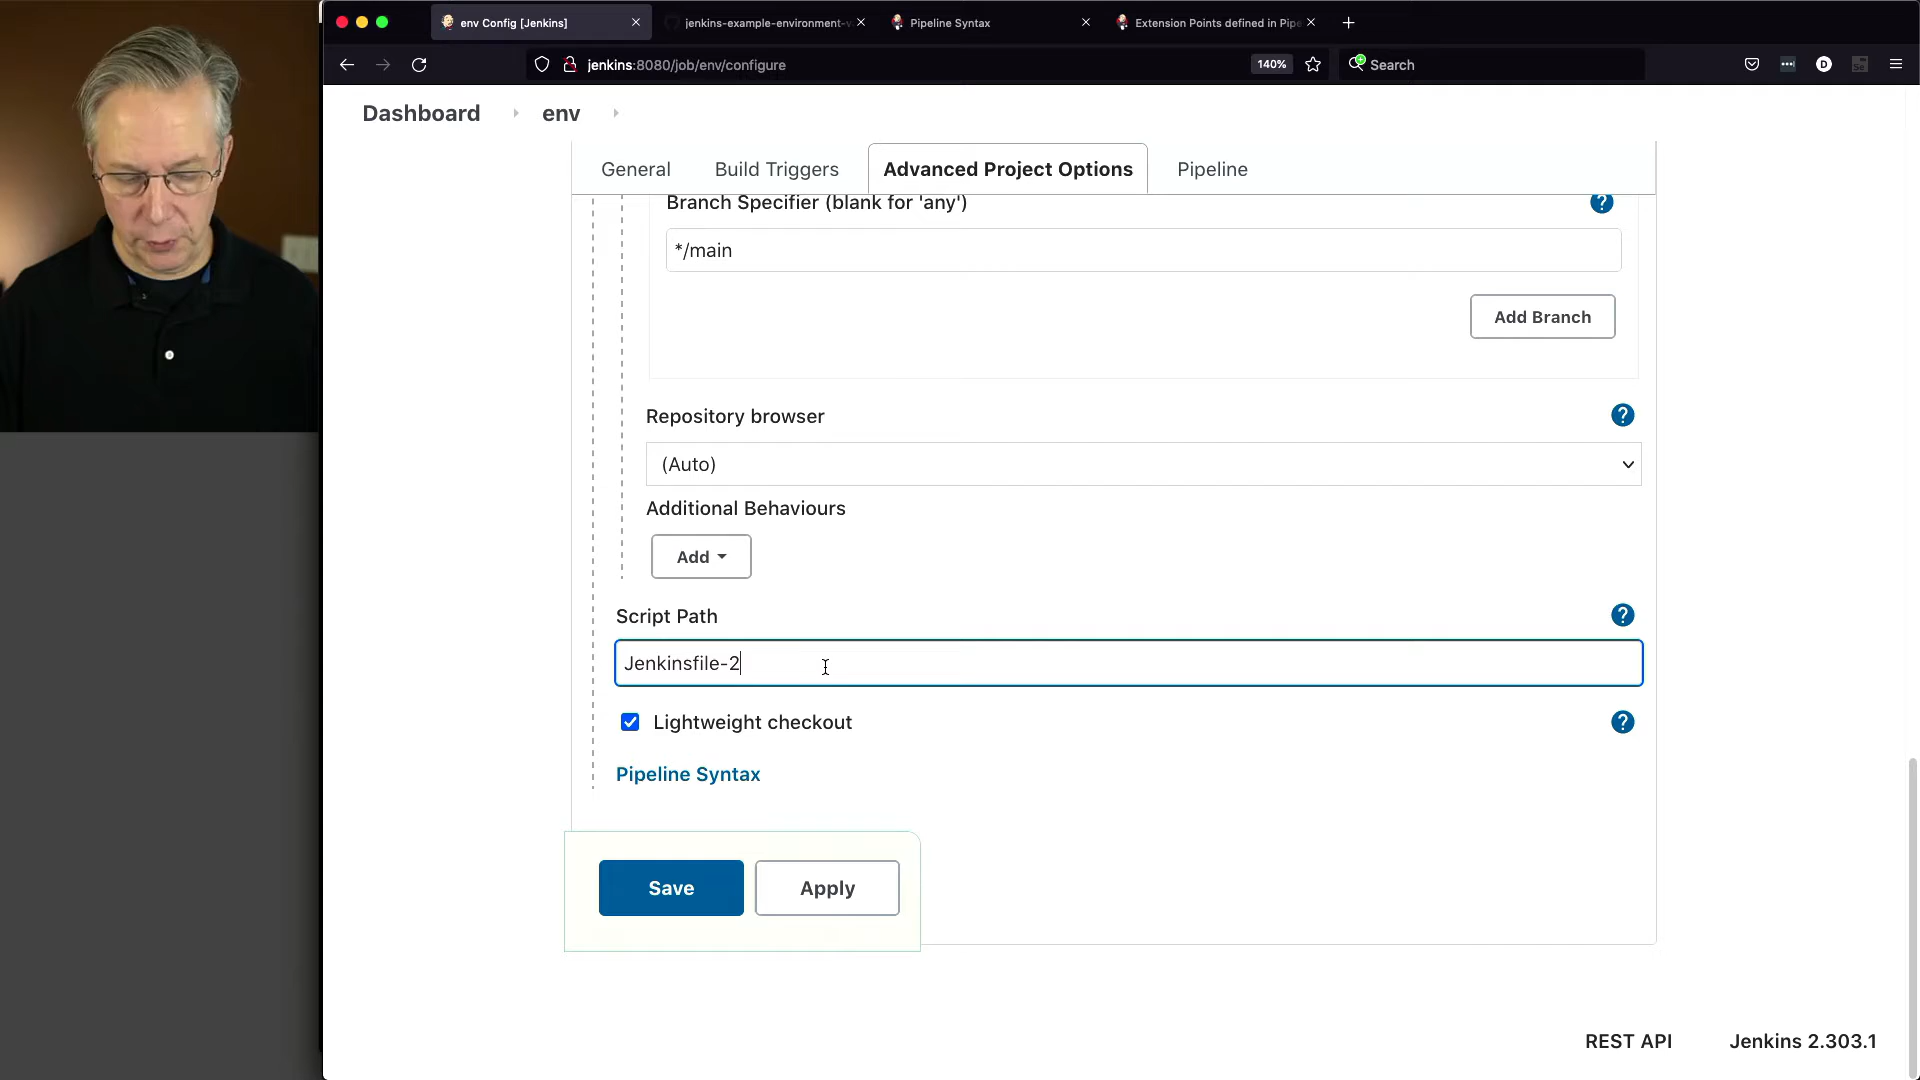 env Config [Jenkins]
jenkins-example-environment-v
Pipeline Syntax
Extension Points defined in Pipe
jenkins:8080/job/env/configure
140%
Search
Dashboard
env
General
Build Triggers
Advanced Project Options
Pipeline
Branch Specifier (blank for 'any')
?
*/main
Add Branch
Repository browser
?
(Auto)
Additional Behaviours
Add
Script Path
?
Jenkinsfile-2
Lightweight checkout
?
Pipeline Syntax
Save
Apply
REST API
Jenkins 2.303.1